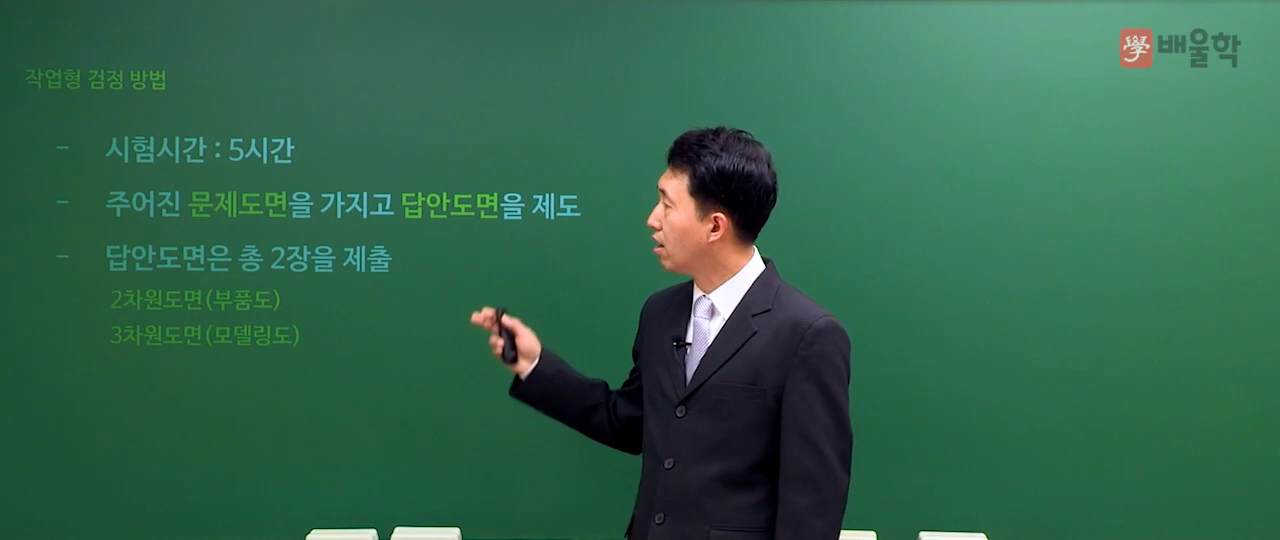 學배울학
작업형 검정 방법
- 시험시간 : 5시간
- 주어진 문제도면을 가지고 답안도면을 제도
- 답안도면은 총 2장을 제출
2차원도면(부품도)
3차원도면(모델링도)